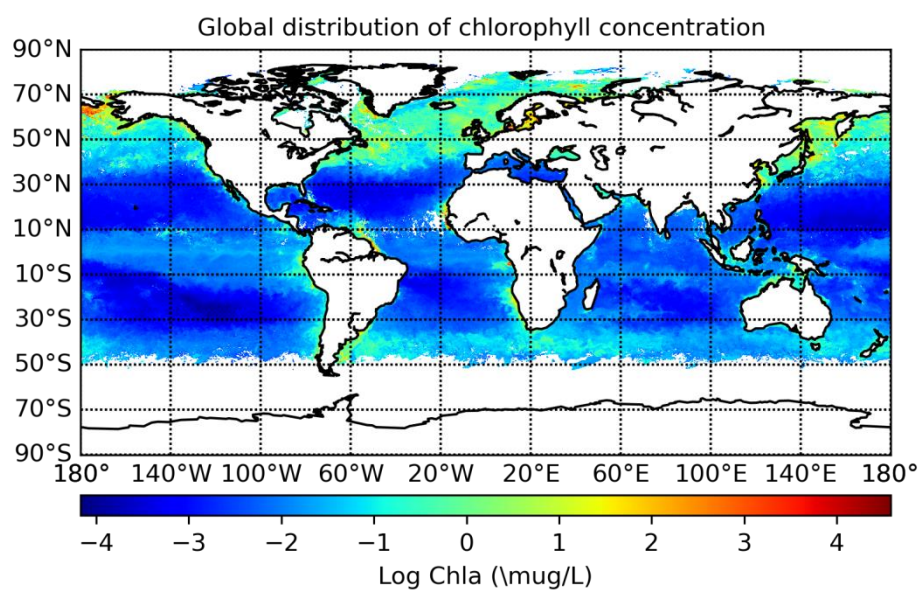 Global distribution of chlorophyll concentration
90°N
70°N
50°N
30°N
10°N
10°S
30°S
50°S
70°S
90°S
180° 140°W 100°W 60°W 20°W 20°E 60°E 100°E 140°E 180°
−4 −3 −2 −1 0 1 2 3 4
Log Chla (\mug/L)